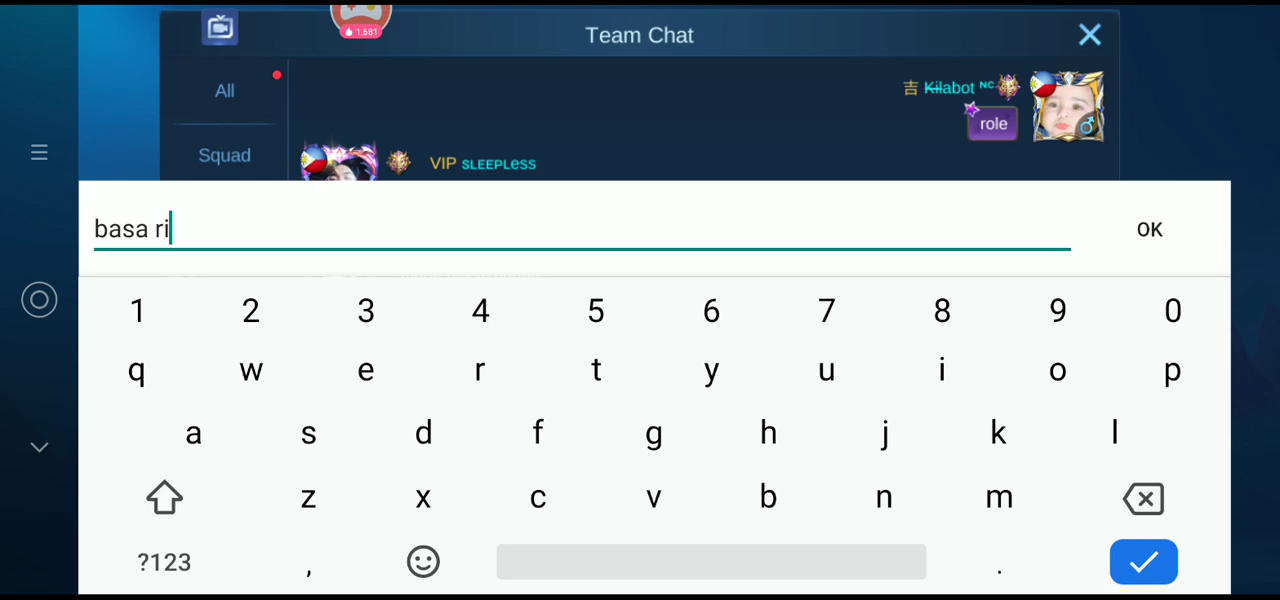 1,681
Team Chat
All
吉 Kilabot NC
role
Squad
VIP SLEEPLeSS
basa ri
OK
1 2 3 4 5 6 7 8 9 0
q w e r t y u i o p
a s d f g h j k l
z x c v b n m
?123 , .